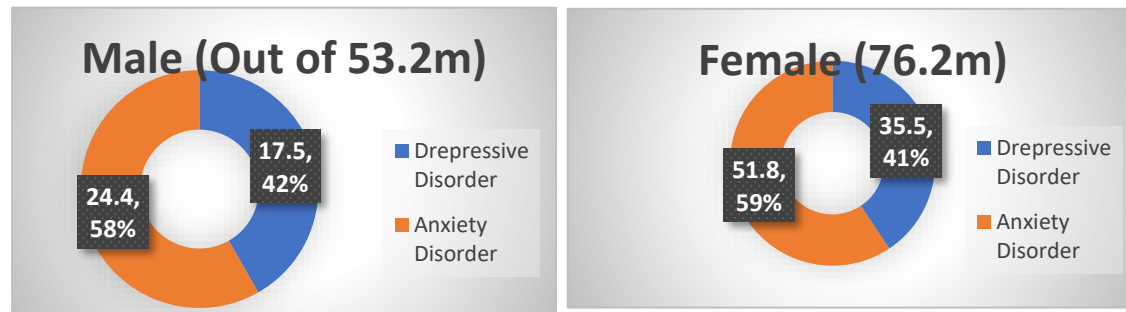 Male (Out of 53.2m)
17.5,
42%
24.4,
58%
Drepressive
Disorder
Anxiety
Disorder
Female (76.2m)
35.5,
41%
51.8,
59%
Drepressive
Disorder
Anxiety
Disorder